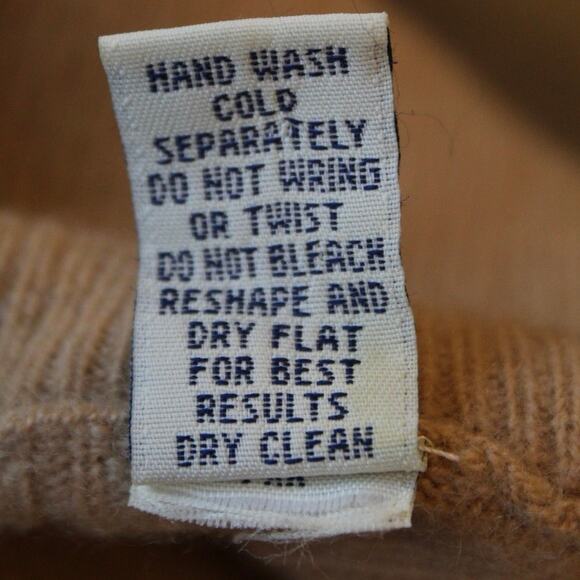 HAND WASH
COLD
SEPARATELY
DO NOT WRING
OR TWIST
DO NOT BLEACH
RESHAPE AND
DRY FLAT
FOR BEST
RESULTS
DRY CLEAN